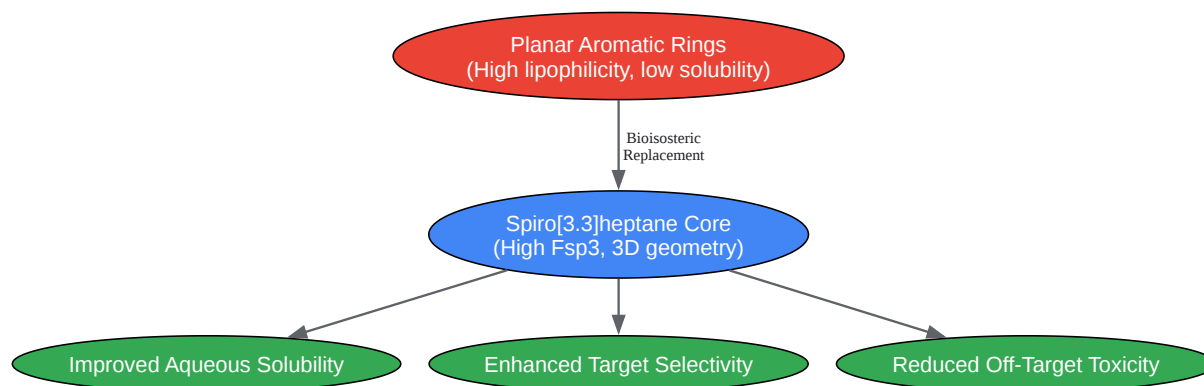 Planar Aromatic Rings
(High lipophilicity, low solubility)
Bioisosteric
Replacement
Spiro[3.3]heptane Core
(High Fsp3, 3D geometry)
Improved Aqueous Solubility
Enhanced Target Selectivity
Reduced Off-Target Toxicity